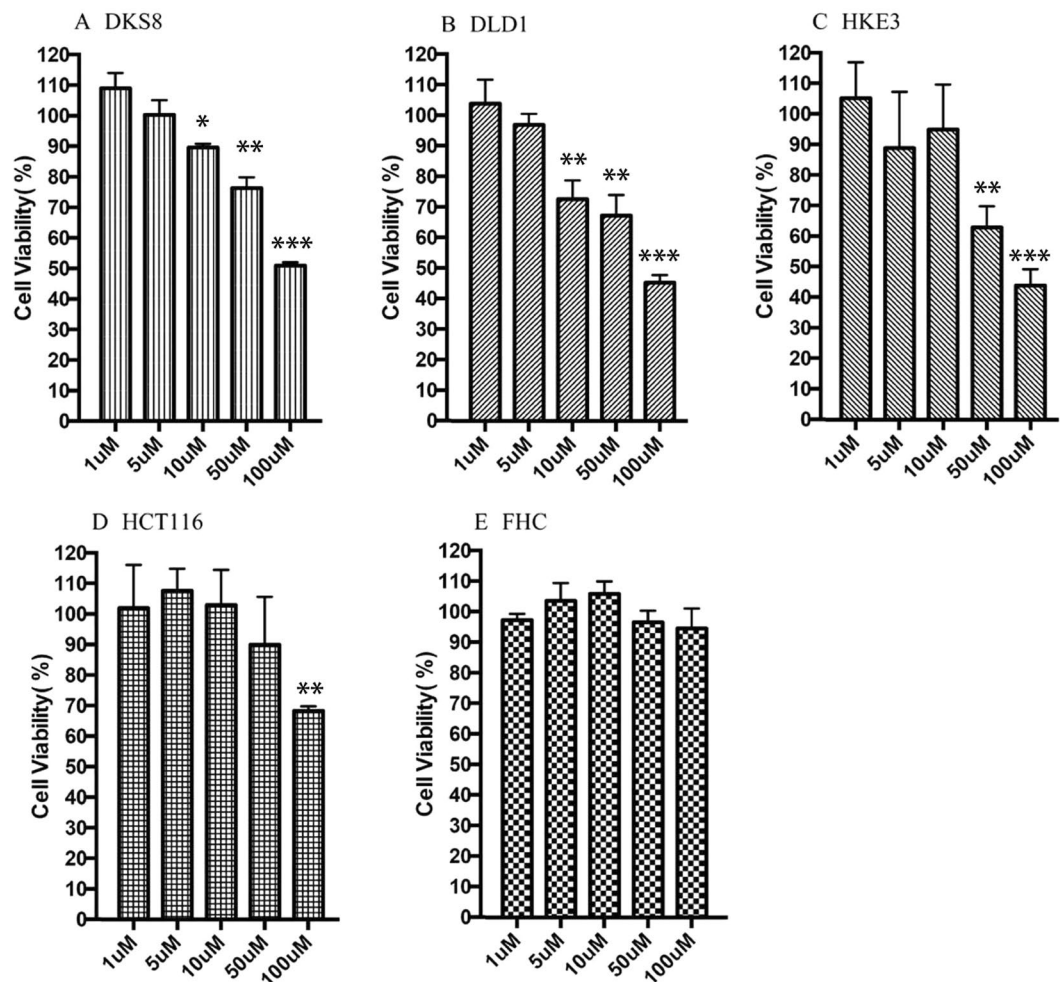 A DKS8
120
110
100
90
80
70
60
50
40
30
20
10
0
Cell Viability( %)
*
**
***
1uM
5uM
10uM
50uM
100uM
B DLD1
120
110
100
90
80
70
60
50
40
30
20
10
0
Cell Viability( %)
**
**
***
1uM
5uM
10uM
50uM
100uM
C HKE3
120
110
100
90
80
70
60
50
40
30
20
10
0
Cell Viability( %)
**
***
1uM
5uM
10uM
50uM
100uM
D HCT116
120
110
100
90
80
70
60
50
40
30
20
10
0
Cell Viability( %)
**
1uM
5uM
10uM
50uM
100uM
E FHC
120
110
100
90
80
70
60
50
40
30
20
10
0
Cell Viability( %)
1uM
5uM
10uM
50uM
100uM